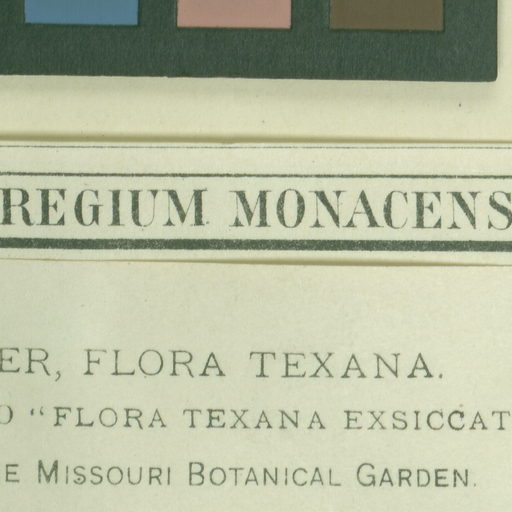 REGIUM MONACENS
ER, FLORA TEXANA.
O "FLORA TEXANA EXSICCAT
E MISSOURI BOTANICAL GARDEN.